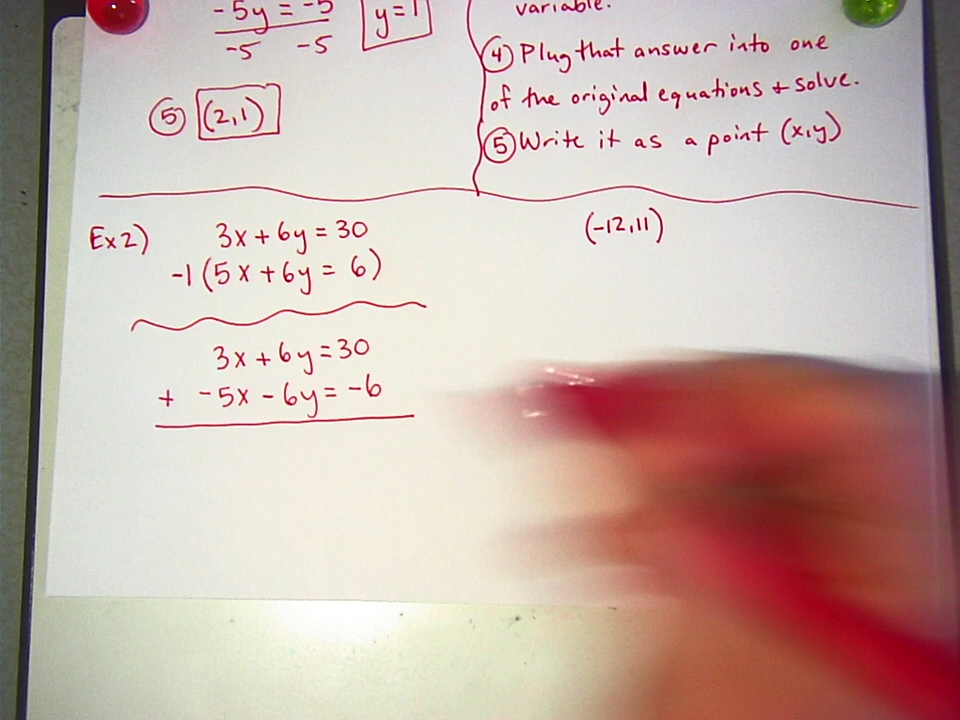 -5y = -5
-5 -5
y=1
⑤ (2,1)
variable.
④ Plug that answer into one
of the original equations + solve.
⑤ Write it as a point (x,y)
Ex2) 3x+6y=30
-1(5x+6y= 6)
(-12,11)
3x+6y=30
+ -5x-6y=-6